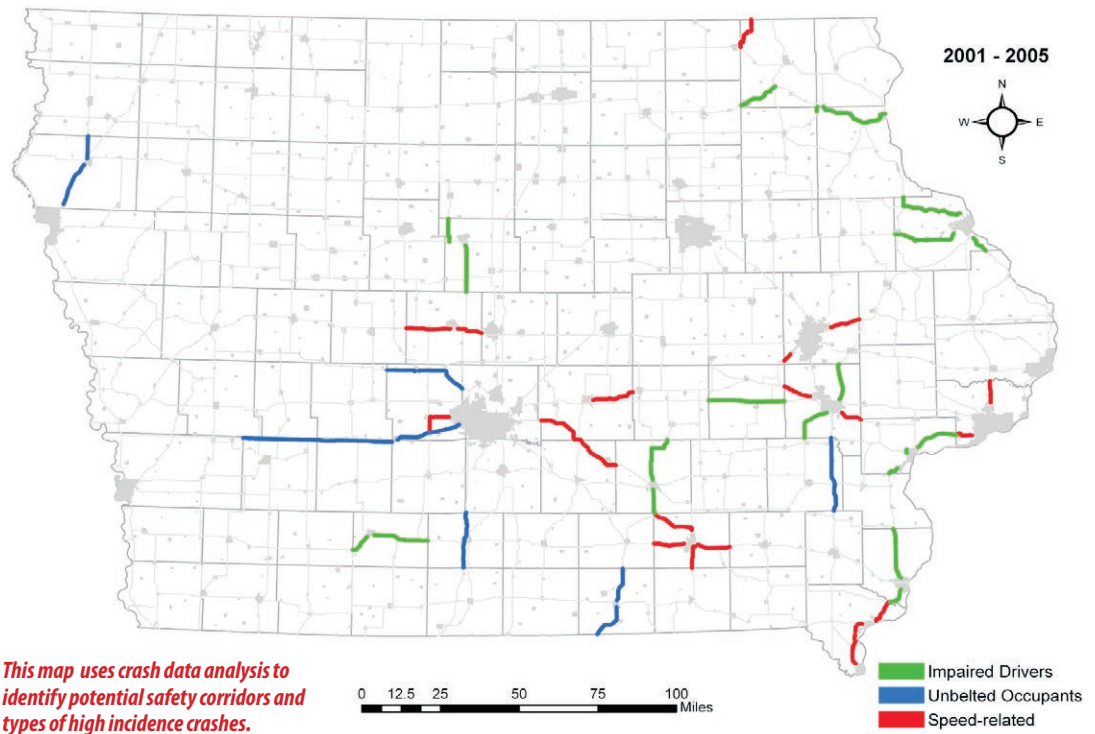 2001 - 2005
N
W E
S
This map uses crash data analysis to
identify potential safety corridors and
types of high incidence crashes.
0 12.5 25 50 75 100
Miles
Impaired Drivers
Unbelted Occupants
Speed-related